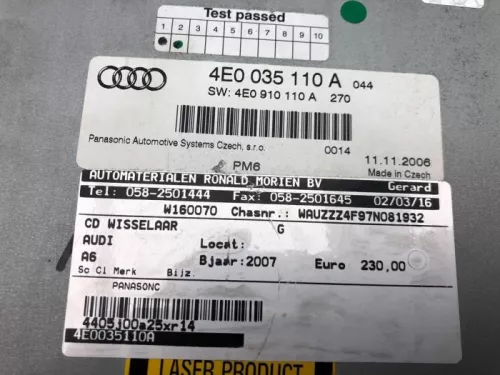 Test passed
1 2 3 4 5 6 7 8 9 10
4E0 035 110 A 044
SW: 4E0 910 110 A 270
Panasonic Automotive Systems Czech, s.r.o. 0014 11.11.2006
PM6 Made in Czech
AUTOMATERIALEN RONALD MORIEN BV Gerard
Tel: 058-2501444 Fax: 058-2501645 02/03/16
W160070 Chasnr.: WAUZZZ4F97N081932
CD WISSELAAR G
AUDI Locat:
A6 Bjaar:2007 Euro 230,00
Sc Cl Merk Bijz.
PANASONC
4405100a25xr14
4E0035110A
LASER PRODUCT